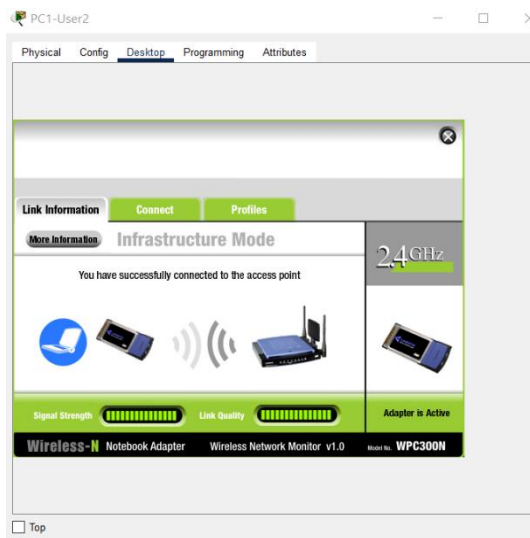 PC1-User2
Physical Config Desktop Programming Attributes
Link Information Connect Profiles
More Information Infrastructure Mode
2.4GHz
You have successfully connected to the access point
Signal Strength Link Quality Adapter is Active
Wireless-N Notebook Adapter Wireless Network Monitor v1.0 Model No. WPC300N
Top